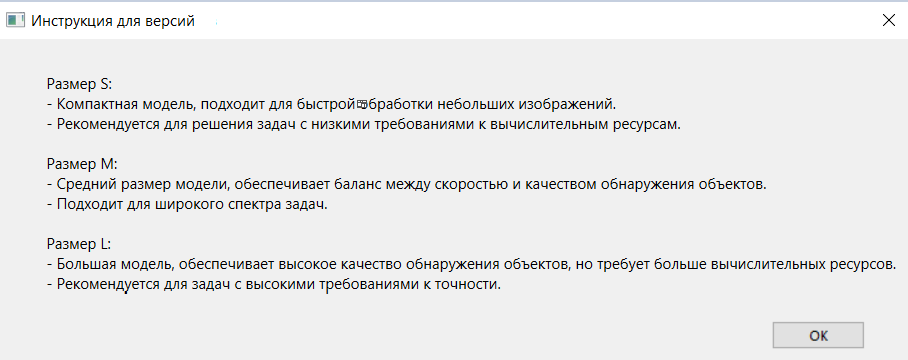 Инструкция для версий
Размер S:
- Компактная модель, подходит для быстрой обработки небольших изображений.
- Рекомендуется для решения задач с низкими требованиями к вычислительным ресурсам.
Размер M:
- Средний размер модели, обеспечивает баланс между скоростью и качеством обнаружения объектов.
- Подходит для широкого спектра задач.
Размер L:
- Большая модель, обеспечивает высокое качество обнаружения объектов, но требует больше вычислительных ресурсов.
- Рекомендуется для задач с высокими требованиями к точности.
OK